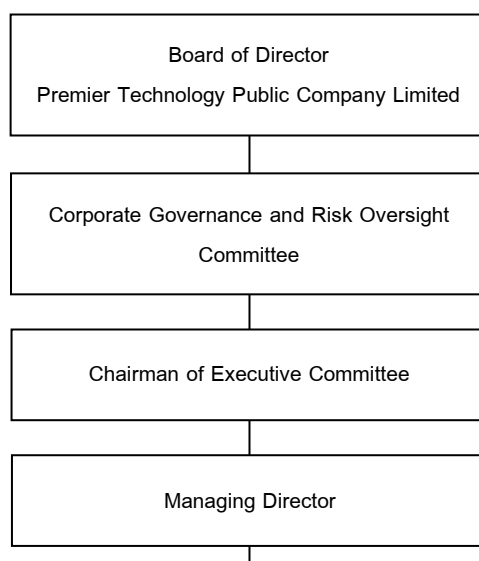 Board of Director
Premier Technology Public Company Limited
Corporate Governance and Risk Oversight
Committee
Chairman of Executive Committee
Managing Director